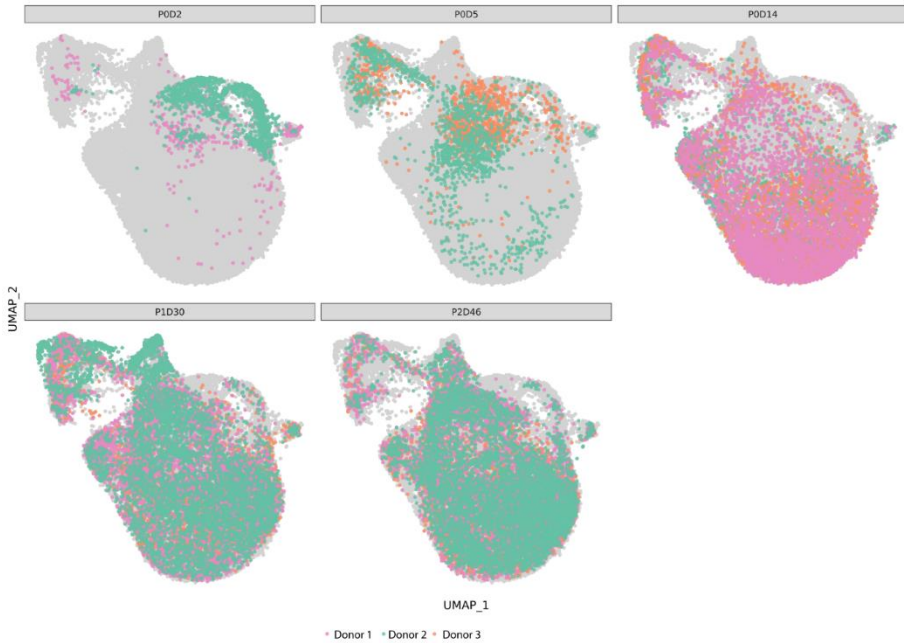 P0D2
P0D5
P0D14
P1D30
P2D46
UMAP_2
UMAP_1
Donor 1 Donor 2 Donor 3